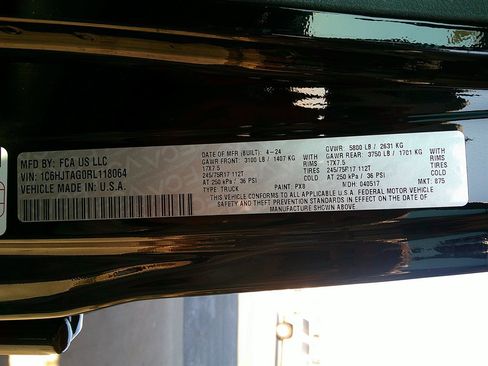 MFD BY: FCA US LLC
VIN: 1C6HJTAG0RL118064
VEHICLE MADE IN: U.S.A.
DATE OF MFR (BUILT): 4-24
GVWR: 5800 LB / 2631 KG
GAWR FRONT: 3100 LB / 1407 KG WITH
GAWR REAR: 3750 LB / 1701 KG WITH
17X7.5 RIMS
17X7.5 RIMS
245/75R17 112T TIRES
245/75R17 112T TIRES
AT 250 kPa / 36 PSI COLD
AT 250 kPa / 36 PSI COLD
TYPE: TRUCK PAINT: PX8 MDH: 040517 MKT: 875
THIS VEHICLE CONFORMS TO ALL APPLICABLE U.S. FEDERAL MOTOR VEHICLE
SAFETY AND THEFT PREVENTION STANDARDS IN EFFECT ON THE DATE OF
MANUFACTURE SHOWN ABOVE